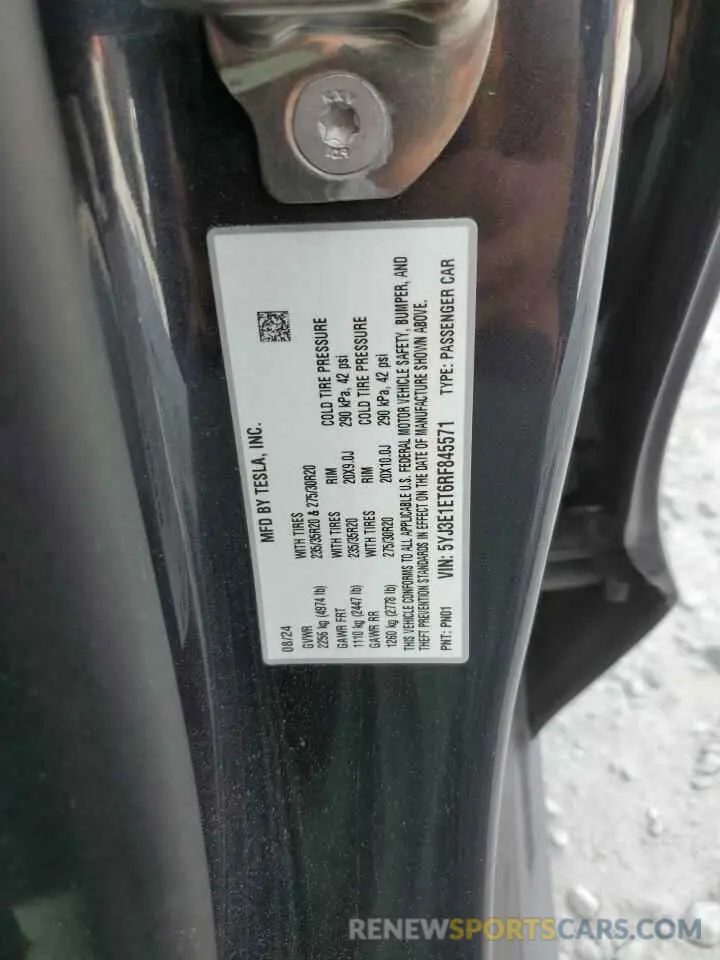 MFD BY TESLA, INC.
08/24
GVWR WITH TIRES
2256 kg (4974 lb) 235/35R20 & 275/30R20 COLD TIRE PRESSURE
GAWR FRT WITH TIRES RIM 290 kPa, 42 psi
1110 kg (2447 lb) 235/35R20 20X9.0J COLD TIRE PRESSURE
GAWR RR WITH TIRES RIM 290 kPa, 42 psi
1260 kg (2778 lb) 275/30R20 20X10.0J
THIS VEHICLE CONFORMS TO ALL APPLICABLE U.S. FEDERAL MOTOR VEHICLE SAFETY, BUMPER, AND
THEFT PREVENTION STANDARDS IN EFFECT ON THE DATE OF MANUFACTURE SHOWN ABOVE.
PNT: PN01 VIN: 5YJ3E1ET6RF845571 TYPE: PASSENGER CAR
RENEWSPORTSCARS.COM